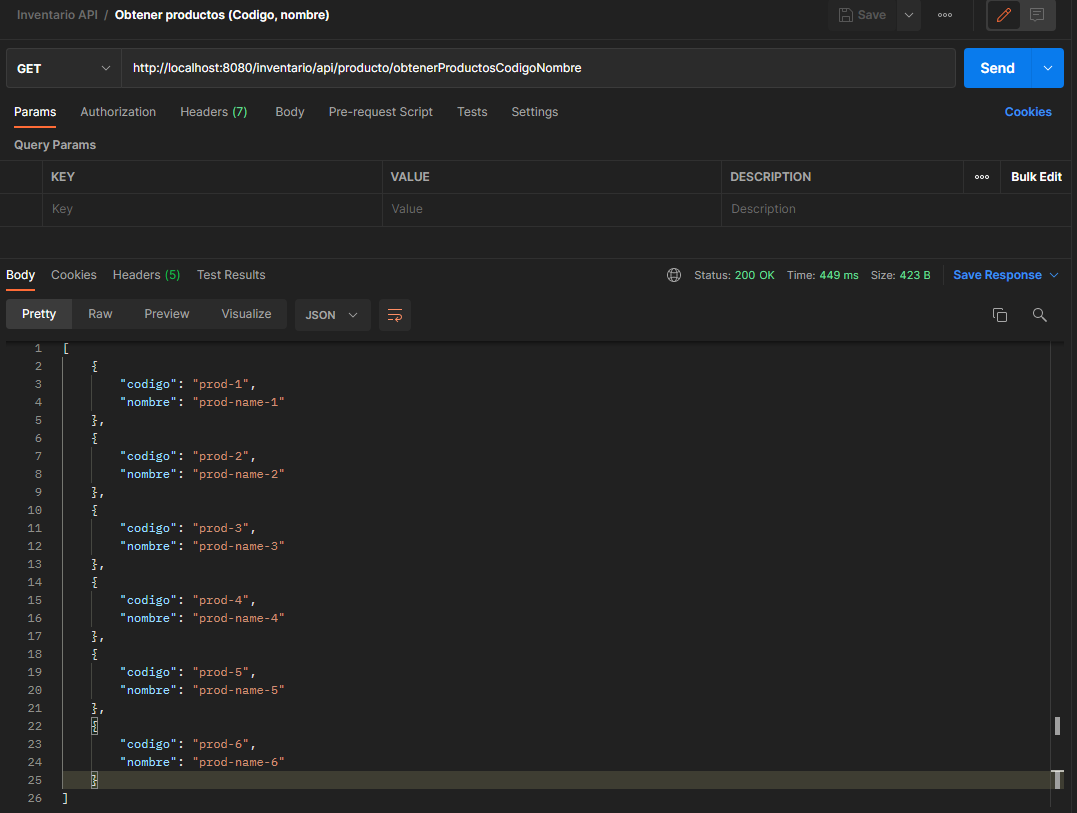 Inventario API / Obtener productos (Codigo, nombre) Save
GET http://localhost:8080/inventario/api/producto/obtenerProductosCodigoNombre Send
Params Authorization Headers (7) Body Pre-request Script Tests Settings Cookies
Query Params
KEY VALUE DESCRIPTION Bulk Edit
Key Value Description
Body Cookies Headers (5) Test Results Status: 200 OK Time: 449 ms Size: 423 B Save Response
Pretty Raw Preview Visualize JSON
1 [
2 {
3 "codigo": "prod-1",
4 "nombre": "prod-name-1"
5 },
6 {
7 "codigo": "prod-2",
8 "nombre": "prod-name-2"
9 },
10 {
11 "codigo": "prod-3",
12 "nombre": "prod-name-3"
13 },
14 {
15 "codigo": "prod-4",
16 "nombre": "prod-name-4"
17 },
18 {
19 "codigo": "prod-5",
20 "nombre": "prod-name-5"
21 },
22 {
23 "codigo": "prod-6",
24 "nombre": "prod-name-6"
25 }
26 ]